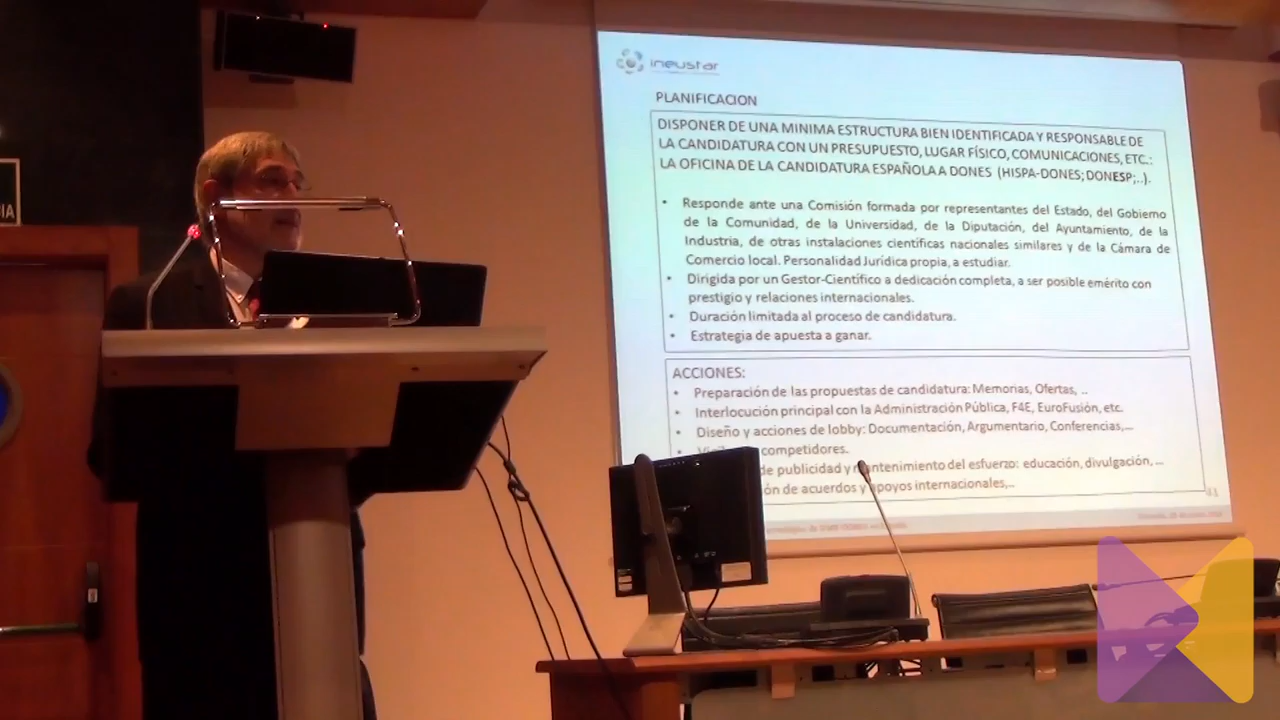 ineustar
PLANIFICACION
DISPONER DE UNA MINIMA ESTRUCTURA BIEN IDENTIFICADA Y RESPONSABLE DE
LA CANDIDATURA CON UN PRESUPUESTO, LUGAR FÍSICO, COMUNICACIONES, ETC.:
LA OFICINA DE LA CANDIDATURA ESPAÑOLA A DONES (HISPA-DONES; DONESP;..).
• Responde ante una Comisión formada por representantes del Estado, del Gobierno
de la Comunidad, de la Universidad, de la Diputación, del Ayuntamiento, de la
Industria, de otras instalaciones científicas nacionales similares y de la Cámara de
Comercio local. Personalidad Jurídica propia, a estudiar.
• Dirigida por un Gestor-Científico a dedicación completa, a ser posible emérito con
prestigio y relaciones internacionales.
• Duración limitada al proceso de candidatura.
• Estrategia de apuesta a ganar.
ACCIONES:
• Preparación de las propuestas de candidatura: Memorias, Ofertas, ..
• Interlocución principal con la Administración Pública, F4E, EuroFusión, etc.
• Diseño y acciones de lobby: Documentación, Argumentario, Conferencias,...
• competidores.
de publicidad y mantenimiento del esfuerzo: educación, divulgación, ...
de acuerdos y apoyos internacionales,..
IA